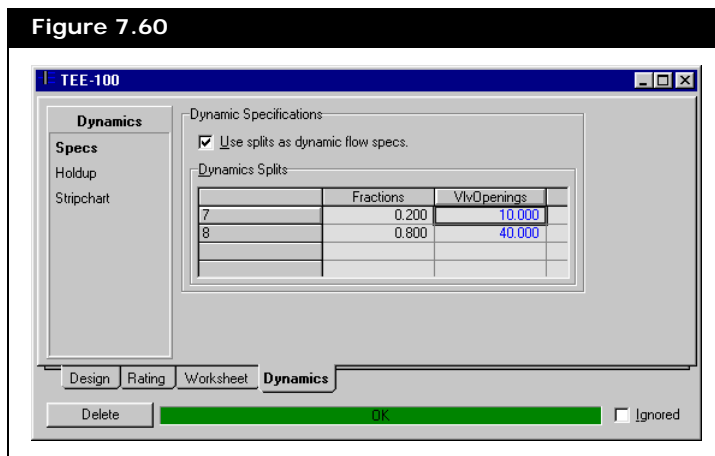 Figure 7.60
TEE-100
Dynamics
Specs
Holdup
Stripchart
Dynamic Specifications
Use splits as dynamic flow specs.
Dynamics Splits
Fractions VlvOpenings
7 0.200 10.000
8 0.800 40.000
Design Rating Worksheet Dynamics
Delete OK Ignored